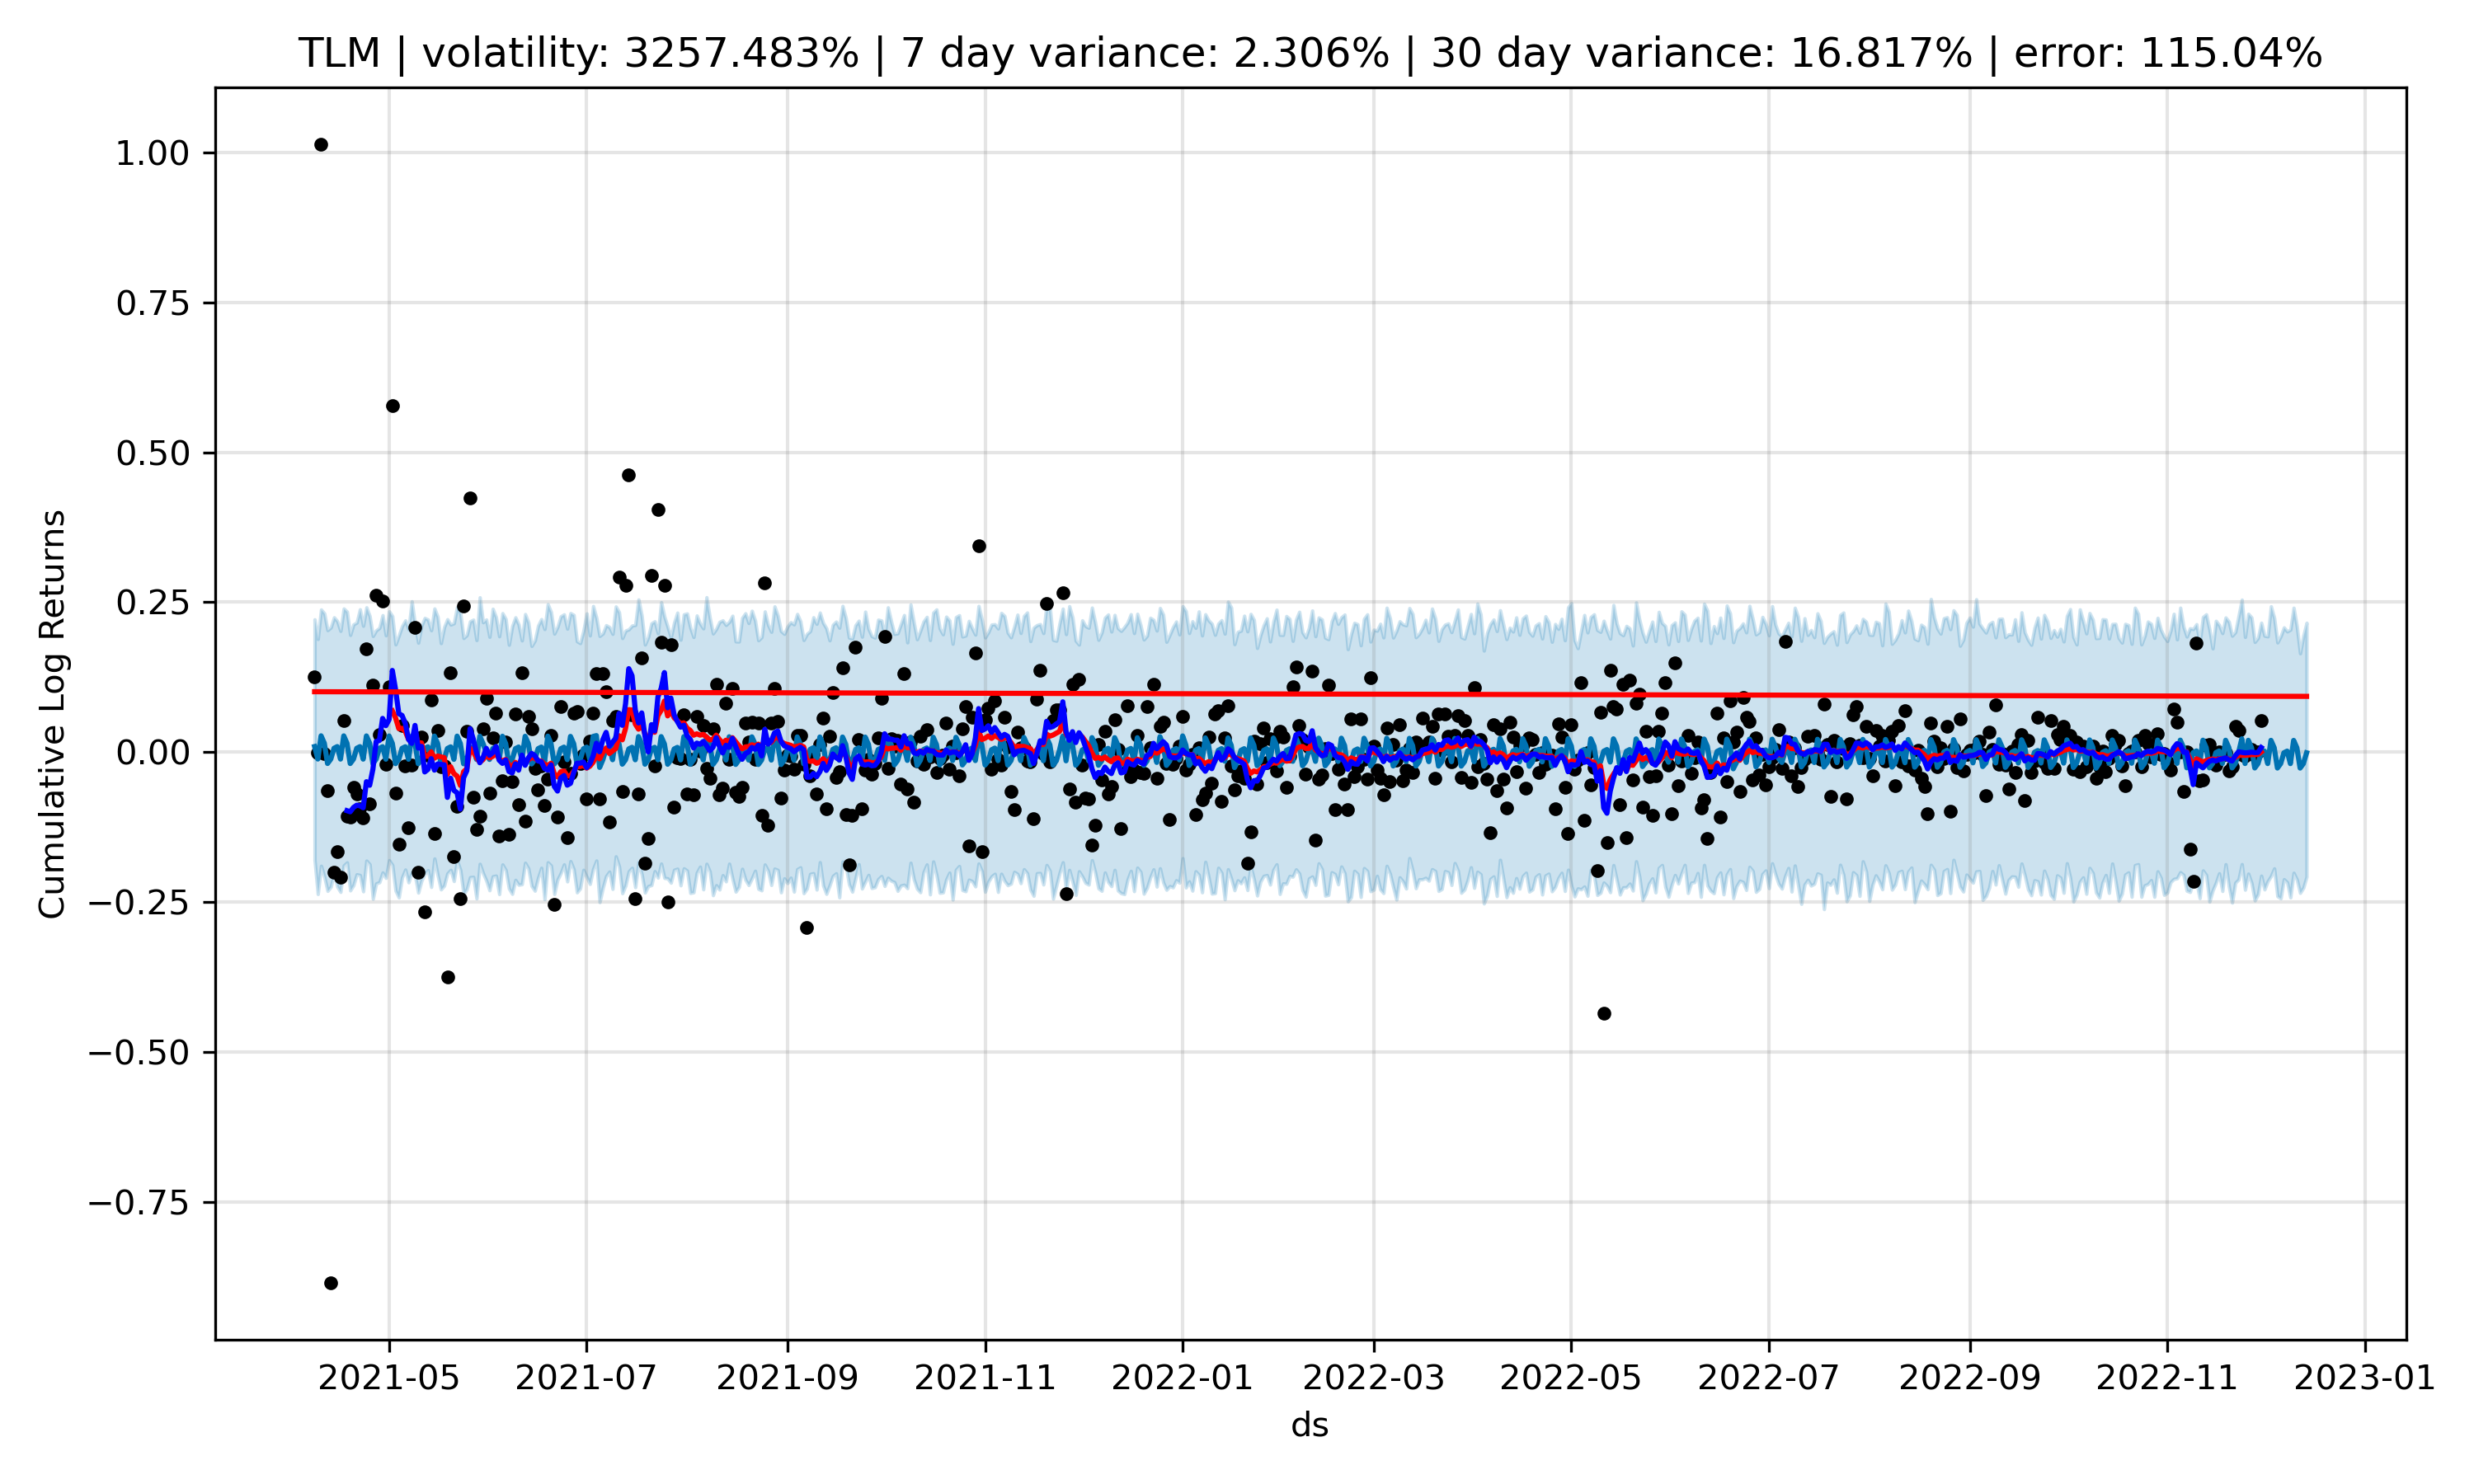 TLM | volatility: 3257.483% | 7 day variance: 2.306% | 30 day variance: 16.817% | error: 115.04%
Cumulative Log Returns
1.00
0.75
0.50
0.25
0.00
−0.25
−0.50
−0.75
2021-05 2021-07 2021-09 2021-11 2022-01 2022-03 2022-05 2022-07 2022-09 2022-11 2023-01
ds